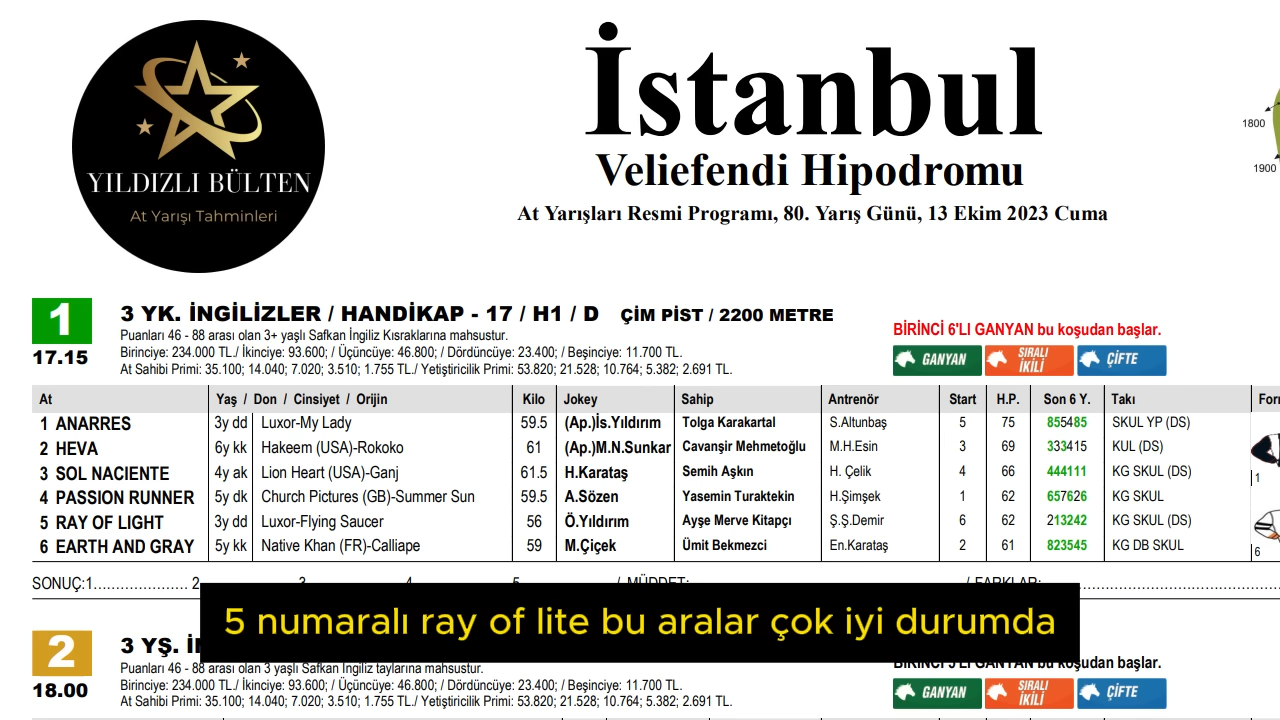 YILDIZLI BÜLTEN
At Yarışı Tahminleri
İstanbul
Veliefendi Hipodromu
At Yarışları Resmi Programı, 80. Yarış Günü, 13 Ekim 2023 Cuma
1800
1900
1 3 YK. İNGİLİZLER / HANDİKAP - 17 / H1 / D ÇİM PİST / 2200 METRE
17.15
Puanları 46 - 88 arası olan 3+ yaşlı Safkan İngiliz Kısraklarına mahsustur.
BİRİNCİ 6'LI GANYAN bu koşudan başlar.
Birinciye: 234.000 TL./ İkinciye: 93.600; / Üçüncüye: 46.800; / Dördüncüye: 23.400; / Beşinciye: 11.700 TL.
At Sahibi Primi: 35.100; 14.040; 7.020; 3.510; 1.755 TL./ Yetiştiricilik Primi: 53.820; 21.528; 10.764; 5.382; 2.691 TL.
GANYAN SIRALI İKİLİ ÇİFTE
At Yaş / Don / Cinsiyet / Orijin Kilo Jokey Sahip Antrenör Start H.P. Son 6 Y. Takı
1 ANARRES 3y dd Luxor-My Lady 59.5 (Ap.)İs.Yıldırım Tolga Karakartal S.Altunbaş 5 75 855485 SKUL YP (DS)
2 HEVA 6y kk Hakeem (USA)-Rokoko 61 (Ap.)M.N.Sunkar Cavanşir Mehmetoğlu M.H.Esin 3 69 333415 KUL (DS)
3 SOL NACIENTE 4y ak Lion Heart (USA)-Ganj 61.5 H.Karataş Semih Aşkın H. Çelik 4 66 444111 KG SKUL (DS)
1
4 PASSION RUNNER 5y dk Church Pictures (GB)-Summer Sun 59.5 A.Sözen Yasemin Turaktekin H.Şimşek 1 62 657626 KG SKUL
5 RAY OF LIGHT 3y dd Luxor-Flying Saucer 56 Ö.Yıldırım Ayşe Merve Kitapçı Ş.Ş.Demir 6 62 213242 KG SKUL (DS)
6 EARTH AND GRAY 5y kk Native Khan (FR)-Calliape 59 M.Çiçek Ümit Bekmezci En.Karataş 2 61 823545 KG DB SKUL
6
SONUÇ:1..................... 2
5 numaralı ray of lite bu aralar çok iyi durumda
2 3 YŞ.
18.00
Puanları 46 - 88 arası olan 3 yaşlı Safkan İngiliz taylarına mahsustur.
bu koşudan başlar.
Birinciye: 234.000 TL./ İkinciye: 93.600; / Üçüncüye: 46.800; / Dördüncüye: 23.400; / Beşinciye: 11.700 TL.
At Sahibi Primi: 35.100; 14.040; 7.020; 3.510; 1.755 TL./ Yetiştiricilik Primi: 53.820; 21.528; 10.764; 5.382; 2.691 TL.
GANYAN SIRALI İKİLİ ÇİFTE